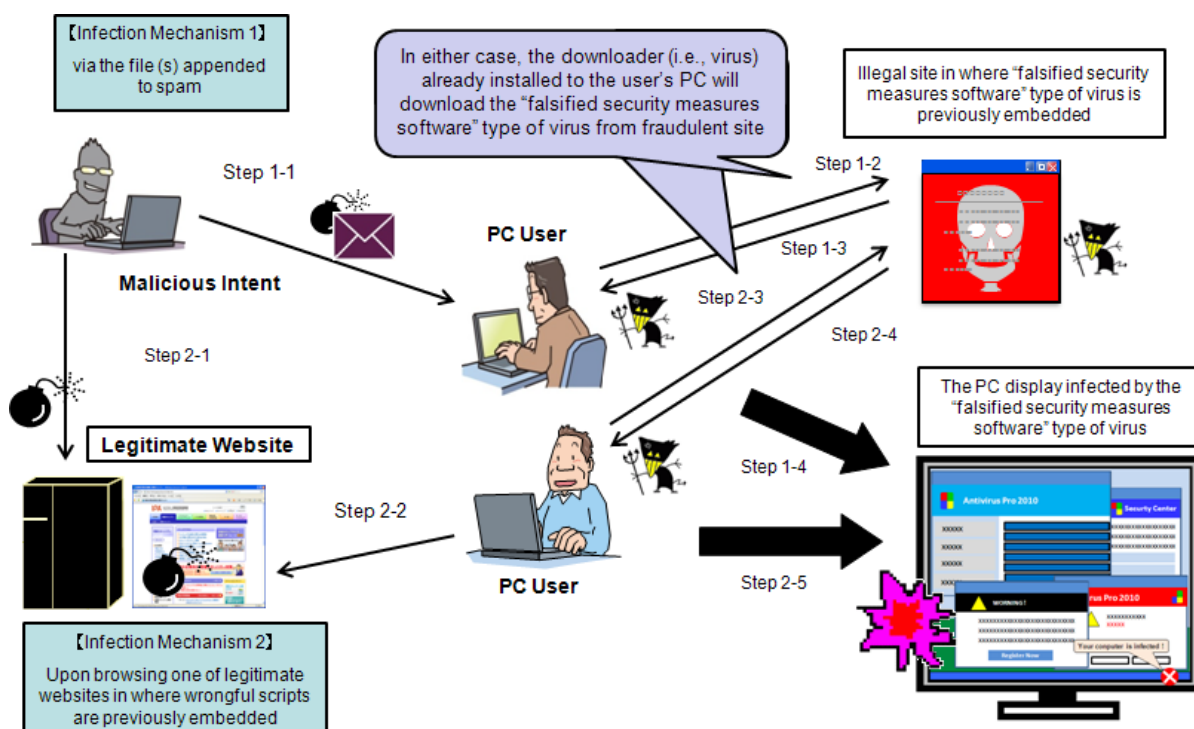 【Infection Mechanism 1】
via the file (s) appended
to spam
In either case, the downloader (i.e., virus)
already installed to the user's PC will
download the "falsified security measures
software" type of virus from fraudulent site
Illegal site in where "falsified security
measures software" type of virus is
previously embedded
Step 1-1
Step 1-2
PC User
Step 1-3
Malicious Intent
Step 2-3
Step 2-4
Step 2-1
The PC display infected by the
"falsified security measures
software" type of virus
Legitimate Website
Step 1-4
Step 2-2
Step 2-5
PC User
Antivirus Pro 2010
Security Center
XXXXX
XXXXX
XXXXX
XXXXX
WORNING!
Register Now
rus Pro 2010
XXXXX
Your computer is infected !
【Infection Mechanism 2】
Upon browsing one of legitimate
websites in where wrongful scripts
are previously embedded